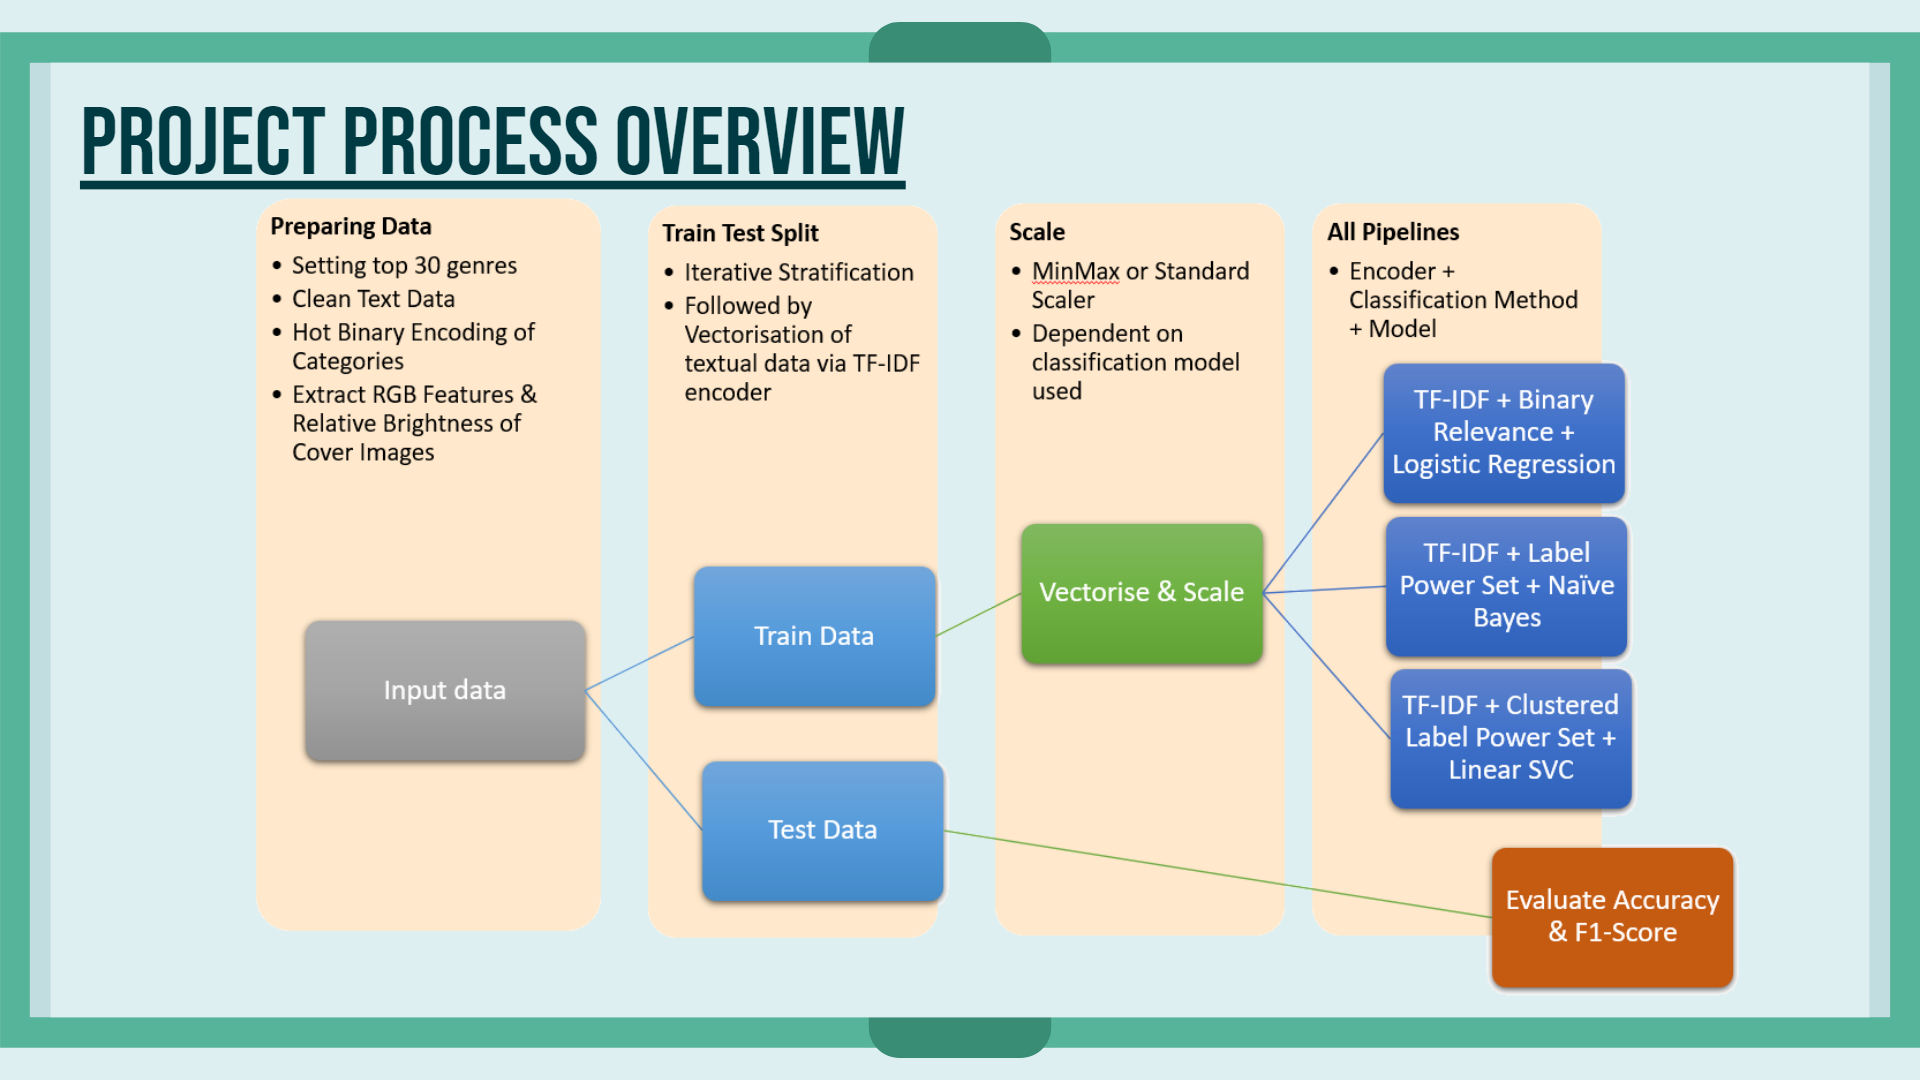 PROJECT PROCESS OVERVIEW
Preparing Data
• Setting top 30 genres
• Clean Text Data
• Hot Binary Encoding of
Categories
• Extract RGB Features &
Relative Brightness of
Cover Images
Input data
Train Test Split
• Iterative Stratification
• Followed by
Vectorisation of
textual data via TF-IDF
encoder
Train Data
Test Data
Scale
• MinMax or Standard
Scaler
• Dependent on
classification model
used
Vectorise & Scale
All Pipelines
• Encoder +
Classification Method
+ Model
TF-IDF + Binary
Relevance +
Logistic Regression
TF-IDF + Label
Power Set + Naïve
Bayes
TF-IDF + Clustered
Label Power Set +
Linear SVC
Evaluate Accuracy
& F1-Score